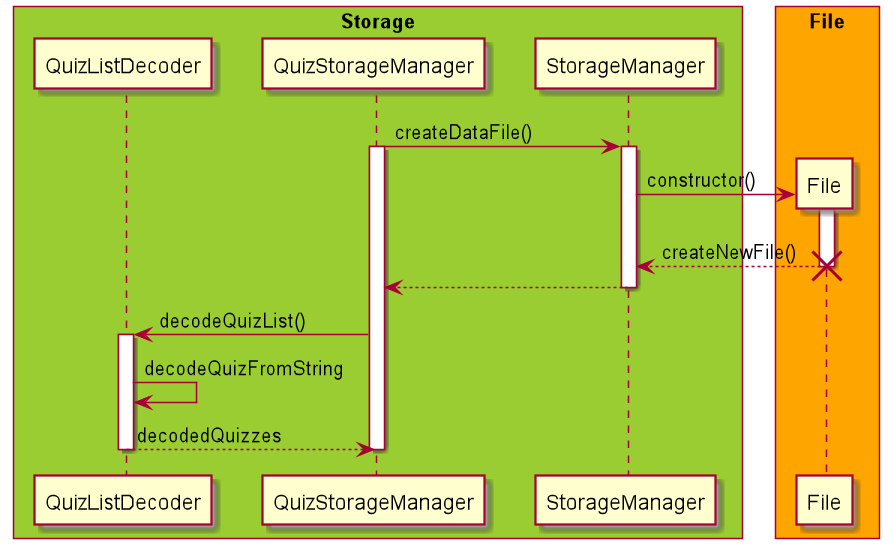 Storage
File
QuizListDecoder
QuizStorageManager
StorageManager
createDataFile()
constructor()
File
createNewFile()
decodeQuizList()
decodeQuizFromString
decodedQuizzes
QuizListDecoder
QuizStorageManager
StorageManager
File